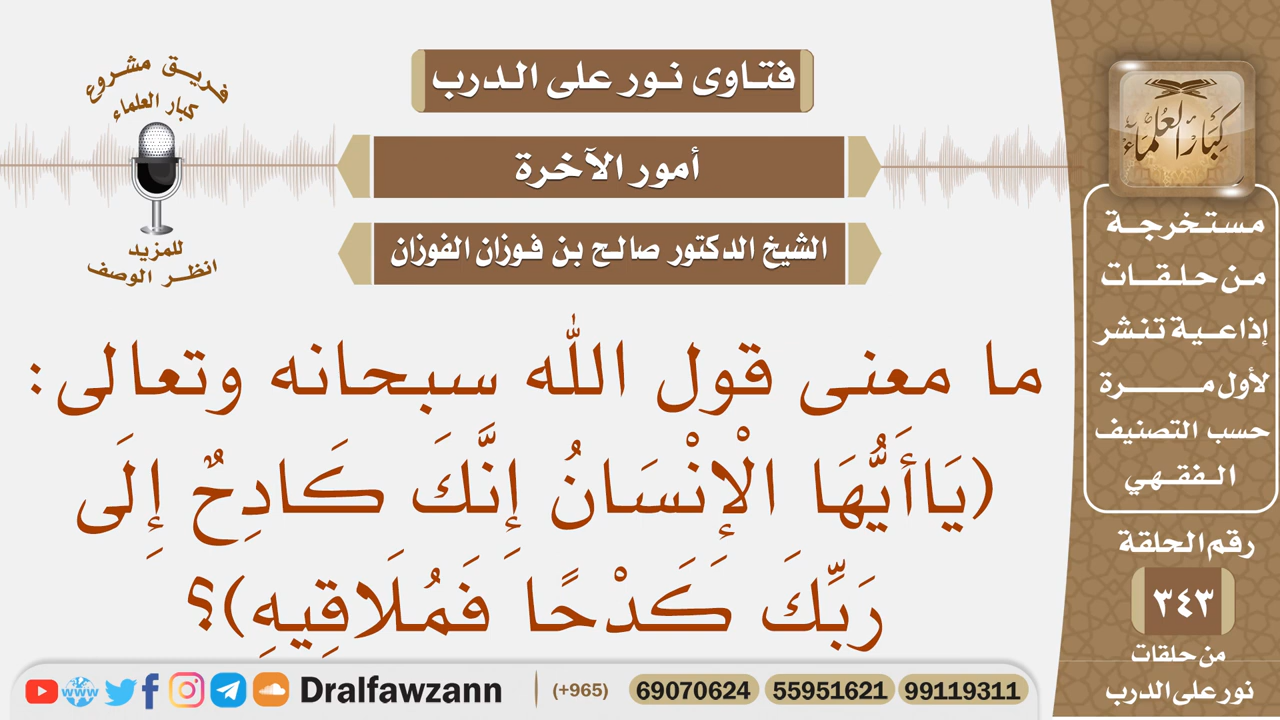 فتاوى نور على الدرب
أمور الآخرة
الشيخ الدكتور صالح بن فوزان الفوزان
فريق مشروع
كبار العلماء
للمزيد
انظر الوصف
ما معنى قول الله سبحانه وتعالى:
(يَاأَيُّهَا الْإِنْسَانُ إِنَّكَ كَادِحٌ إِلَى
رَبِّكَ كَدْحًا فَمُلَاقِيهِ)؟
كبار العلماء
مستخرجة
من حلقات
إذاعية تنشر
لأول مرة
حسب التصنيف
الفقهي
رقم الحلقة
٣٤٣
من حلقات
نور على الدرب
www Dralfawzann (+965) 69070624 55951621 99119311